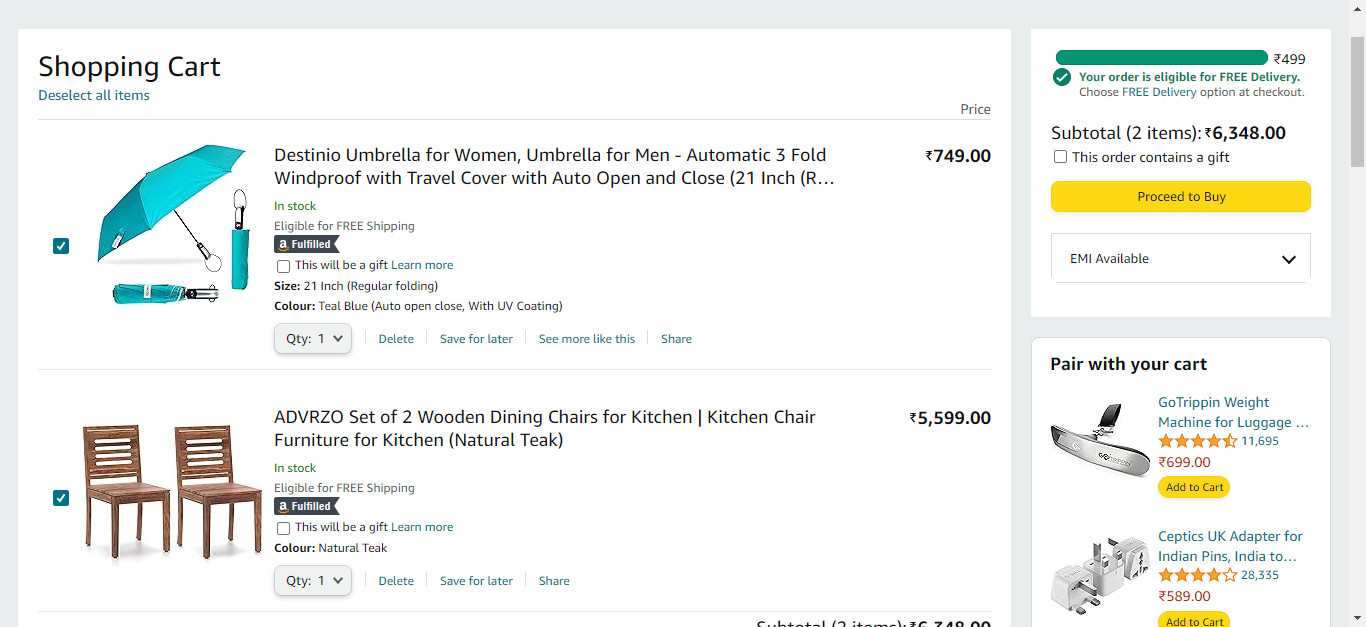 Shopping Cart
Deselect all items
Price
Destinio Umbrella for Women, Umbrella for Men - Automatic 3 Fold
Windproof with Travel Cover with Auto Open and Close (21 Inch (R…
₹749.00
In stock
Eligible for FREE Shipping
a Fulfilled
This will be a gift Learn more
Size: 21 Inch (Regular folding)
Colour: Teal Blue (Auto open close, With UV Coating)
Qty: 1
Delete
Save for later
See more like this
Share
ADVRZO Set of 2 Wooden Dining Chairs for Kitchen | Kitchen Chair
Furniture for Kitchen (Natural Teak)
₹5,599.00
In stock
Eligible for FREE Shipping
a Fulfilled
This will be a gift Learn more
Colour: Natural Teak
Qty: 1
Delete
Save for later
Share
Subtotal (2 items): ₹6,348.00
₹499
Your order is eligible for FREE Delivery.
Choose FREE Delivery option at checkout.
Subtotal (2 items): ₹6,348.00
This order contains a gift
Proceed to Buy
EMI Available
Pair with your cart
GoTrippin Weight
Machine for Luggage …
11,695
₹699.00
Add to Cart
Ceptics UK Adapter for
Indian Pins, India to…
28,335
₹589.00
Add to Cart